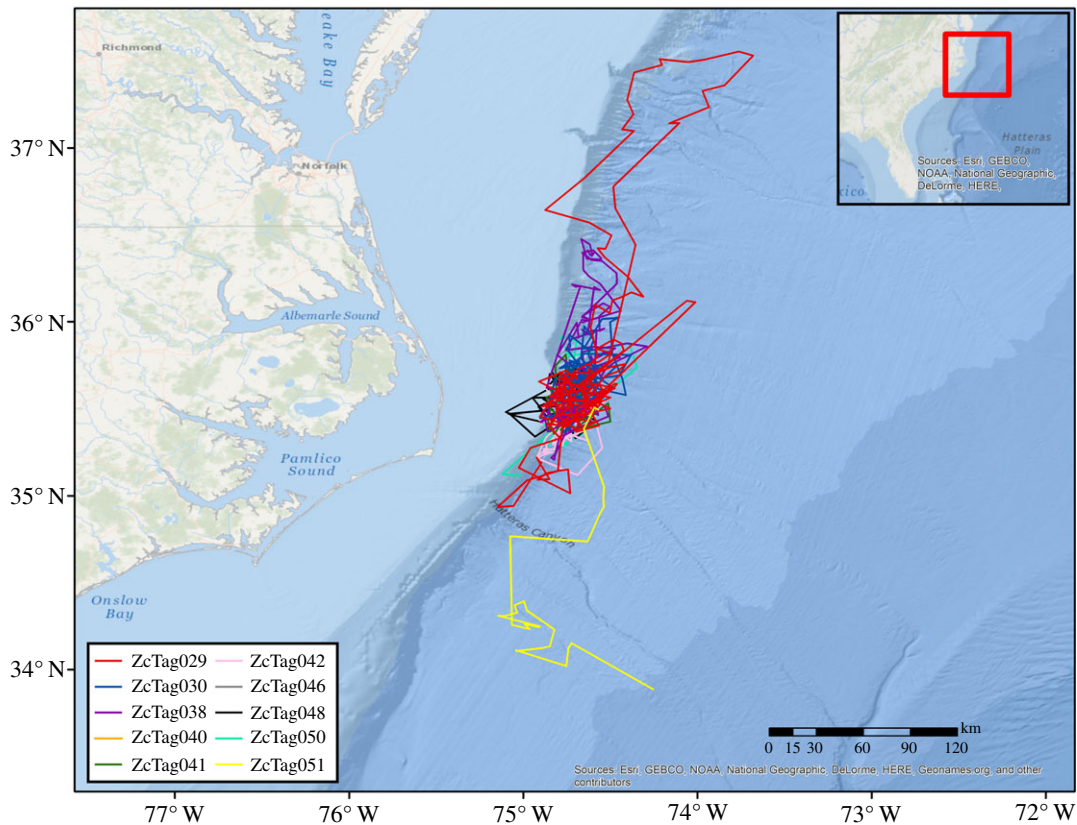 Richmond
eake Bay
Norfolk
Albemarle Sound
Pamlico
Sound
Onslow
Bay
Hatteras Canyon
Hatteras
Plain
xico
Sources: Esri, GEBCO,
NOAA, National Geographic,
DeLorme, HERE,
37° N
36° N
35° N
34° N
ZcTag029 ZcTag042
ZcTag030 ZcTag046
ZcTag038 ZcTag048
ZcTag040 ZcTag050
ZcTag041 ZcTag051
km
0 15 30 60 90 120
Sources: Esri, GEBCO, NOAA, National Geographic, DeLorme, HERE, Geonames.org, and other
contributors
77° W 76° W 75° W 74° W 73° W 72° W